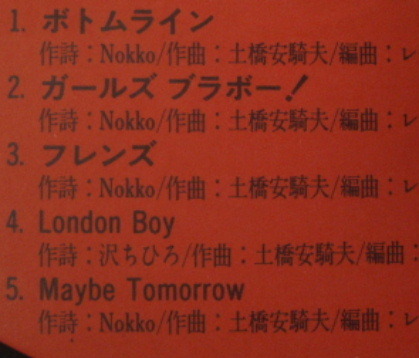 1. ボトムライン
作詩：Nokko/作曲：土橋安騎夫/編曲：レ
2. ガールズ ブラボー！
作詩：Nokko/作曲：土橋安騎夫/編曲：レ
3. フレンズ
作詩：Nokko/作曲：土橋安騎夫/編曲：レ
4. London Boy
作詩：沢ちひろ/作曲：土橋安騎夫/編曲：
5. Maybe Tomorrow
作詩：Nokko/作曲：土橋安騎夫/編曲：レ